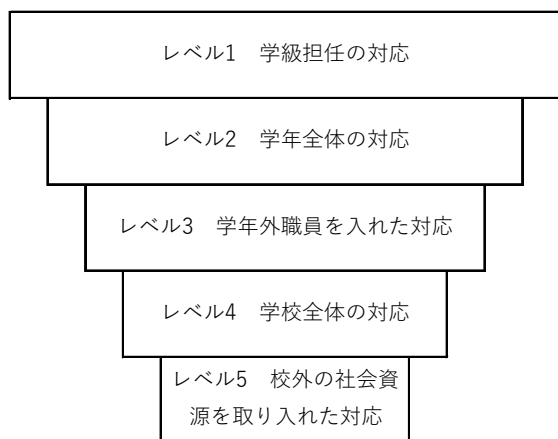 レベル1　学級担任の対応
レベル2　学年全体の対応
レベル3　学年外職員を入れた対応
レベル4　学校全体の対応
レベル5　校外の社会資
源を取り入れた対応